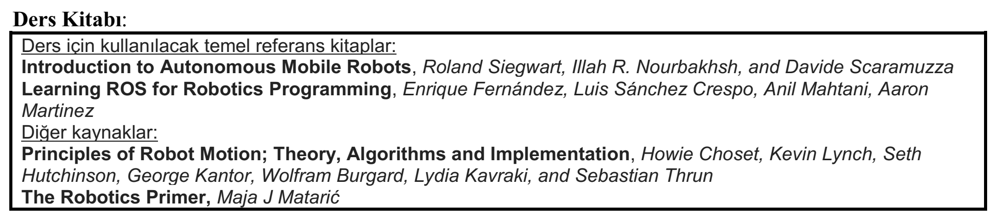 Ders Kitabı:
Ders için kullanılacak temel referans kitaplar:
Introduction to Autonomous Mobile Robots, Roland Siegwart, Illah R. Nourbakhsh, and Davide Scaramuzza
Learning ROS for Robotics Programming, Enrique Fernández, Luis Sánchez Crespo, Anil Mahtani, Aaron
Martinez
Diğer kaynaklar:
Principles of Robot Motion; Theory, Algorithms and Implementation, Howie Choset, Kevin Lynch, Seth
Hutchinson, George Kantor, Wolfram Burgard, Lydia Kavraki, and Sebastian Thrun
The Robotics Primer, Maja J Matarić